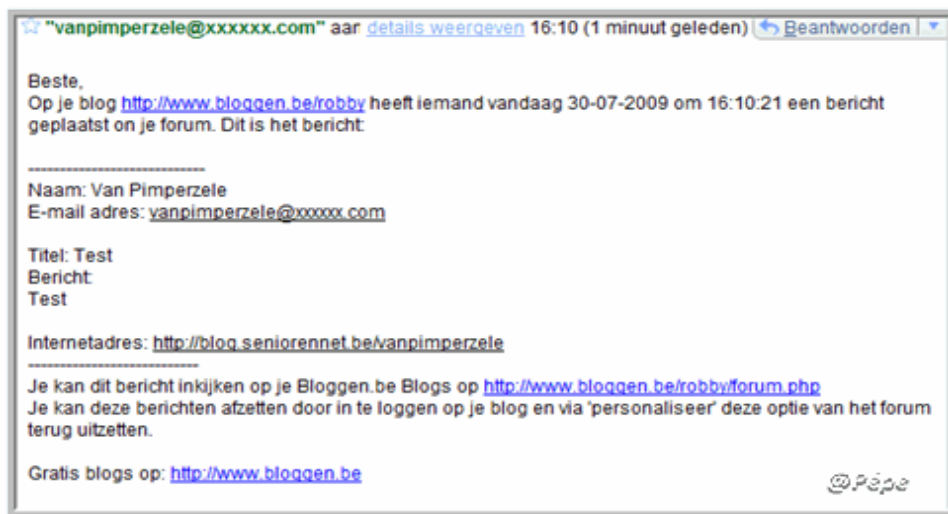 "vanpimperzele@xxxxxx.com" aan details weergeven 16:10 (1 minuut geleden) Beantwoorden
Beste,
Op je blog http://www.bloggen.be/robby heeft iemand vandaag 30-07-2009 om 16:10:21 een bericht
geplaatst on je forum. Dit is het bericht:
----------------------------
Naam: Van Pimperzele
E-mail adres: vanpimperzele@xxxxxx.com
Titel: Test
Bericht:
Test
Internetadres: http://blog.seniorennet.be/vanpimperzele
---------------------------
Je kan dit bericht inkijken op je Bloggen.be Blogs op http://www.bloggen.be/robby/forum.php
Je kan deze berichten afzetten door in te loggen op je blog en via 'personaliseer' deze optie van het forum
terug uitzetten.
Gratis blogs op: http://www.bloggen.be
@Pépe